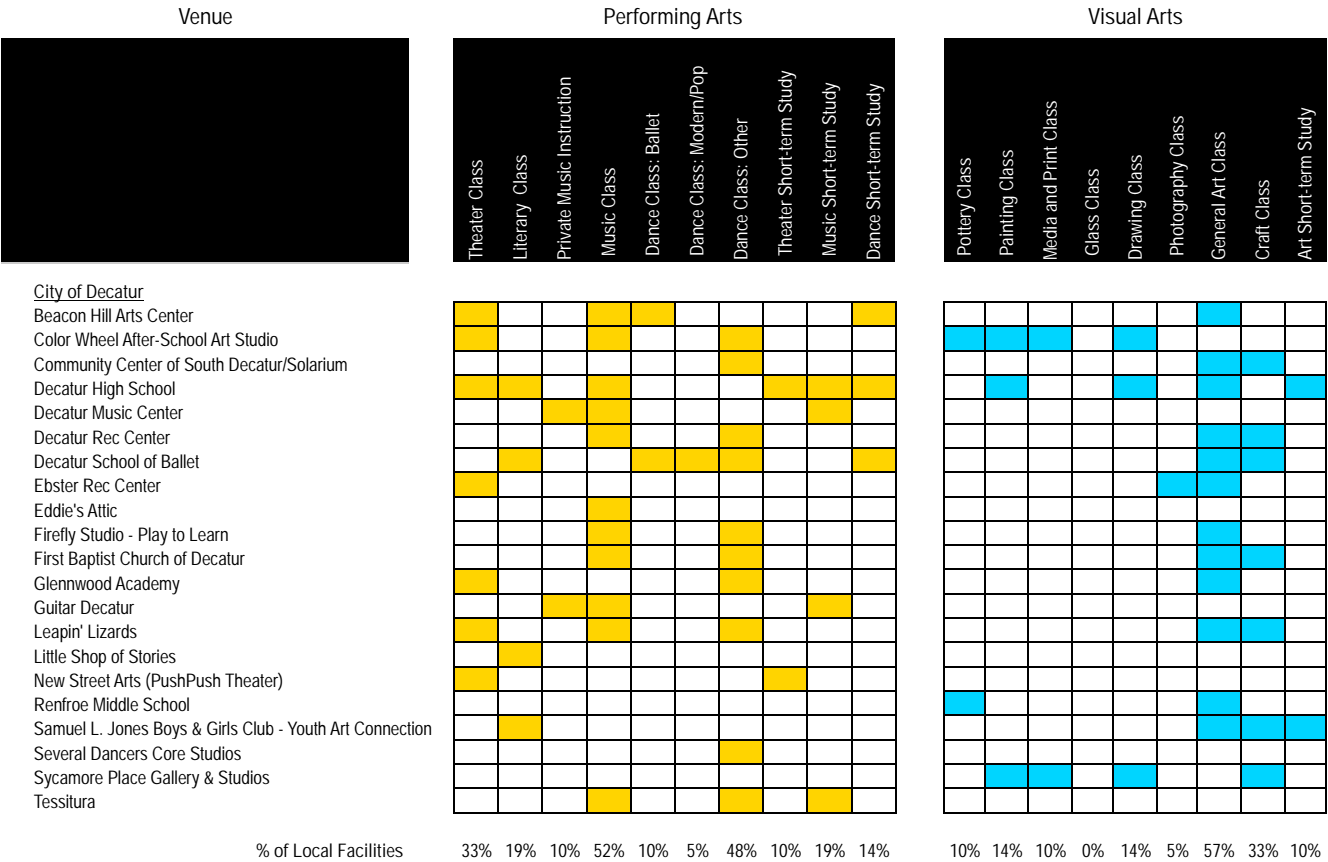 Venue
Performing Arts
Visual Arts
Theater Class
Literary Class
Private Music Instruction
Music Class
Dance Class: Ballet
Dance Class: Modern/Pop
Dance Class: Other
Theater Short-term Study
Music Short-term Study
Dance Short-term Study
Pottery Class
Painting Class
Media and Print Class
Glass Class
Drawing Class
Photography Class
General Art Class
Craft Class
Art Short-term Study
City of Decatur
Beacon Hill Arts Center
Color Wheel After-School Art Studio
Community Center of South Decatur/Solarium
Decatur High School
Decatur Music Center
Decatur Rec Center
Decatur School of Ballet
Ebster Rec Center
Eddie's Attic
Firefly Studio - Play to Learn
First Baptist Church of Decatur
Glennwood Academy
Guitar Decatur
Leapin' Lizards
Little Shop of Stories
New Street Arts (PushPush Theater)
Renfroe Middle School
Samuel L. Jones Boys & Girls Club - Youth Art Connection
Several Dancers Core Studios
Sycamore Place Gallery & Studios
Tessitura
% of Local Facilities 33% 19% 10% 52% 10% 5% 48% 10% 19% 14% 10% 14% 10% 0% 14% 5% 57% 33% 10%